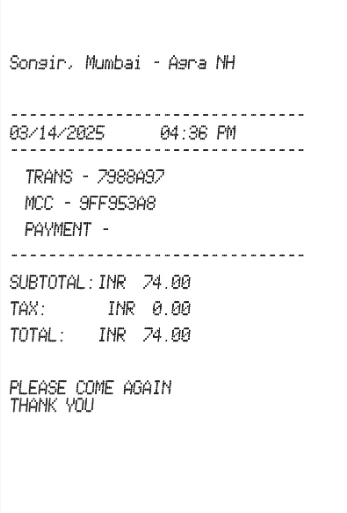 Songir, Mumbai - Agra NH
------------------------------
03/14/2025 04:36 PM
------------------------------
TRANS - 7988A97
MCC - 9FF953A8
PAYMENT -
------------------------------
SUBTOTAL: INR 74.00
TAX: INR 0.00
TOTAL: INR 74.00
PLEASE COME AGAIN
THANK YOU